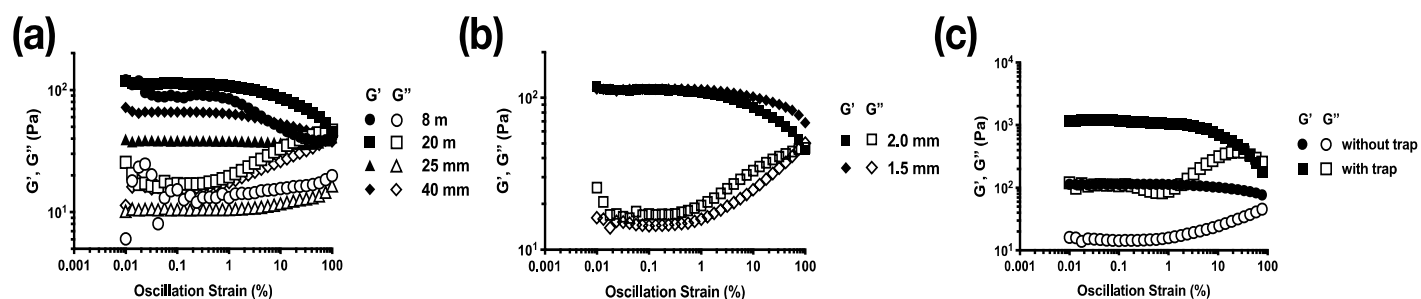 (a)
G', G" (Pa)
10²
10¹
0.001 0.01 0.1 1 10 100
Oscillation Strain (%)
G' G"
8 m
20 m
25 mm
40 mm
(b)
G', G" (Pa)
10²
10¹
0.001 0.01 0.1 1 10 100
Oscillation Strain (%)
G' G"
2.0 mm
1.5 mm
(c)
G', G" (Pa)
10⁴
10³
10²
10¹
0.001 0.01 0.1 1 10 100
Oscillation Strain (%)
G' G"
without trap
with trap